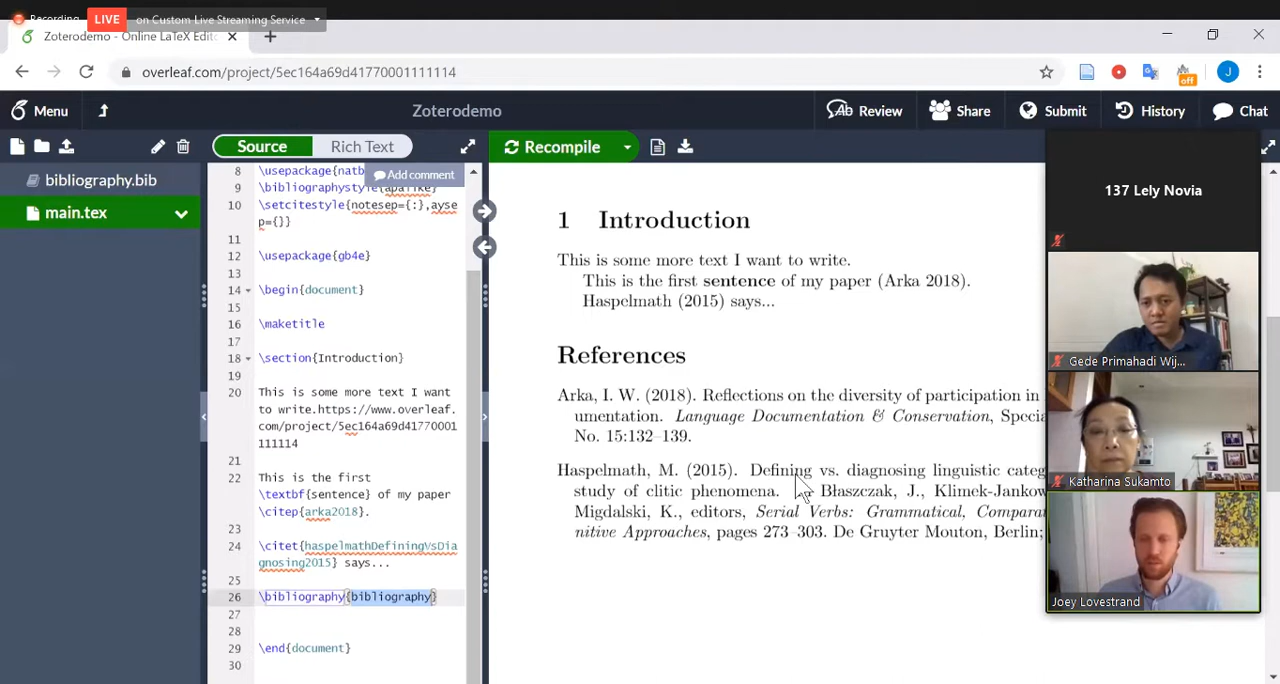 Recording
LIVE on Custom Live Streaming Service
Zoterodemo - Online LaTeX Edit
overleaf.com/project/5ec164a69d41770001111114
off
J
Menu
Zoterodemo
Review
Share
Submit
History
Chat
Source
Rich Text
Recompile
bibliography.bib
main.tex
Add comment
8 \usepackage{natb
9 \bibliographystyle{apalike}
10 \setcitestyle{notesep={:},ayse
p={}}
11
12 \usepackage{gb4e}
13
14 \begin{document}
15
16 \maketitle
17
18 \section{Introduction}
19
20 This is some more text I want
to write.https://www.overleaf.
com/project/5ec164a69d41770001
111114
21
22 This is the first
\textbf{sentence} of my paper
\citep{arka2018}.
23
24 \citet{haspelmathDefiningVsDia
gnosing2015} says...
25
26 \bibliography{bibliography}
27
28
29 \end{document}
30
1 Introduction
This is some more text I want to write.
This is the first sentence of my paper (Arka 2018).
Haspelmath (2015) says...
References
Arka, I. W. (2018). Reflections on the diversity of participation in
umentation. Language Documentation & Conservation, Speci
No. 15:132–139.
Haspelmath, M. (2015). Defining vs. diagnosing linguistic categ
study of clitic phenomena. Błaszczak, J., Klimek-Jankow
Migdalski, K., editors, Serial Verbs: Grammatical, Compara
nitive Approaches, pages 273–303. De Gruyter Mouton, Berlin;
137 Lely Novia
Gede Primahadi Wij...
Katharina Sukamto
Joey Lovestrand